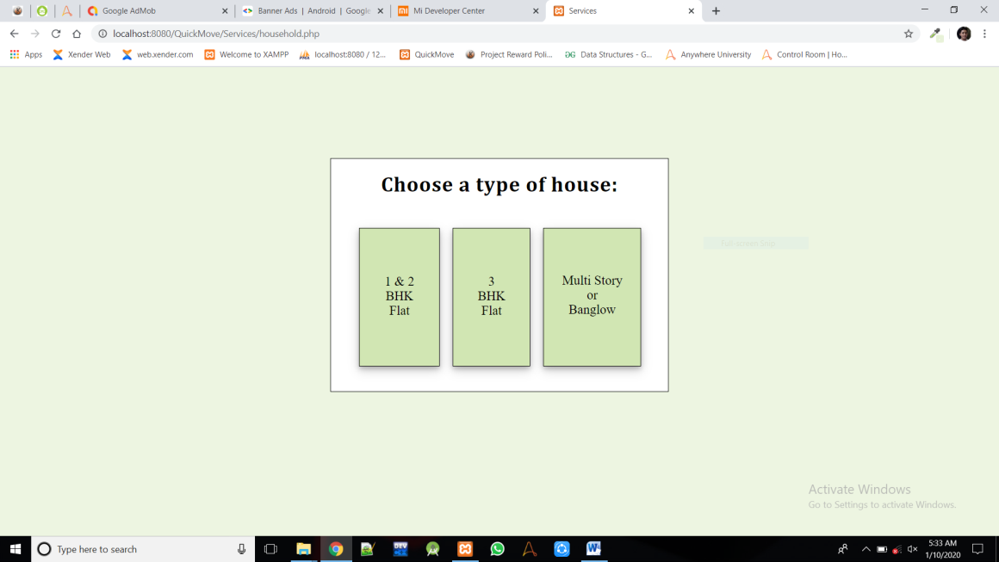 Google AdMob
Banner Ads | Android | Google
Mi Developer Center
Services
localhost:8080/QuickMove/Services/household.php
Apps
Xender Web
web.xender.com
Welcome to XAMPP
localhost:8080 / 12...
QuickMove
Project Reward Poli...
Data Structures - G...
Anywhere University
Control Room | Ho...
Choose a type of house:
1 & 2
BHK
Flat
3
BHK
Flat
Multi Story
or
Banglow
Activate Windows
Go to Settings to activate Windows.
Type here to search
5:33 AM
1/10/2020